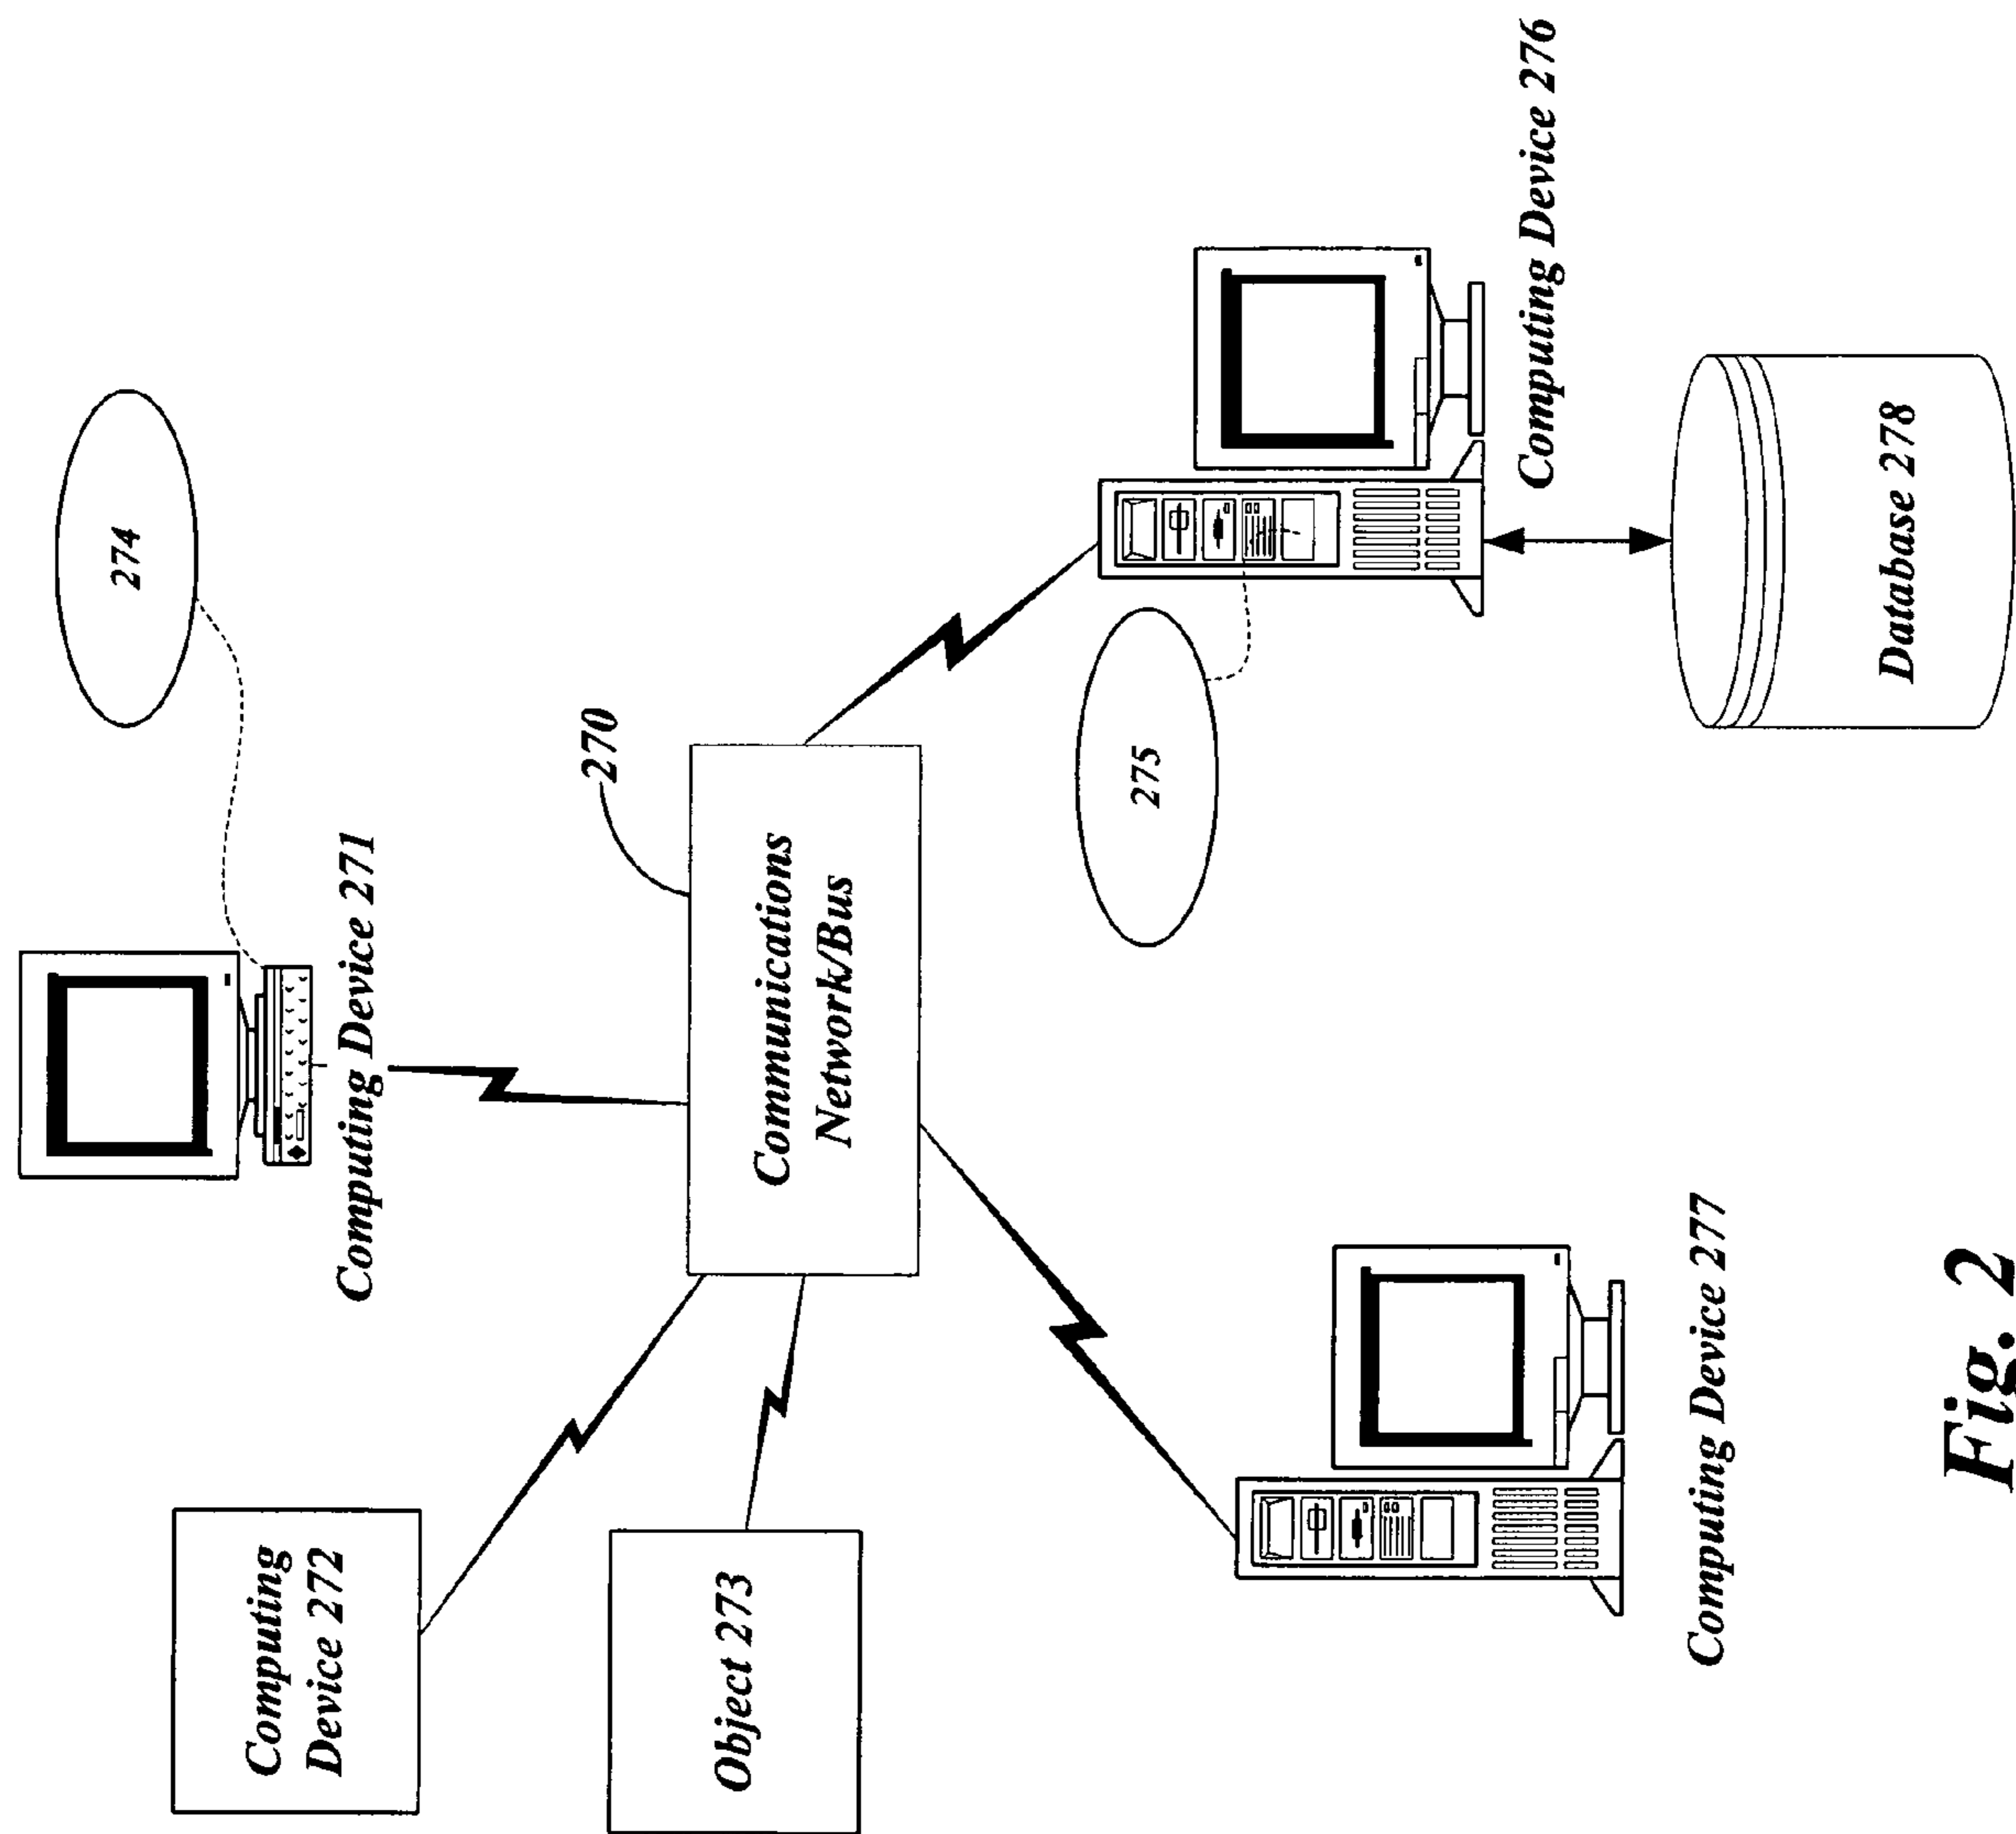 274
Computing Device 271
270
Computing
Device 272
Object 273
Communications
Network/Bus
275
Computing Device 276
Database 278
Computing Device 277
Fig. 2